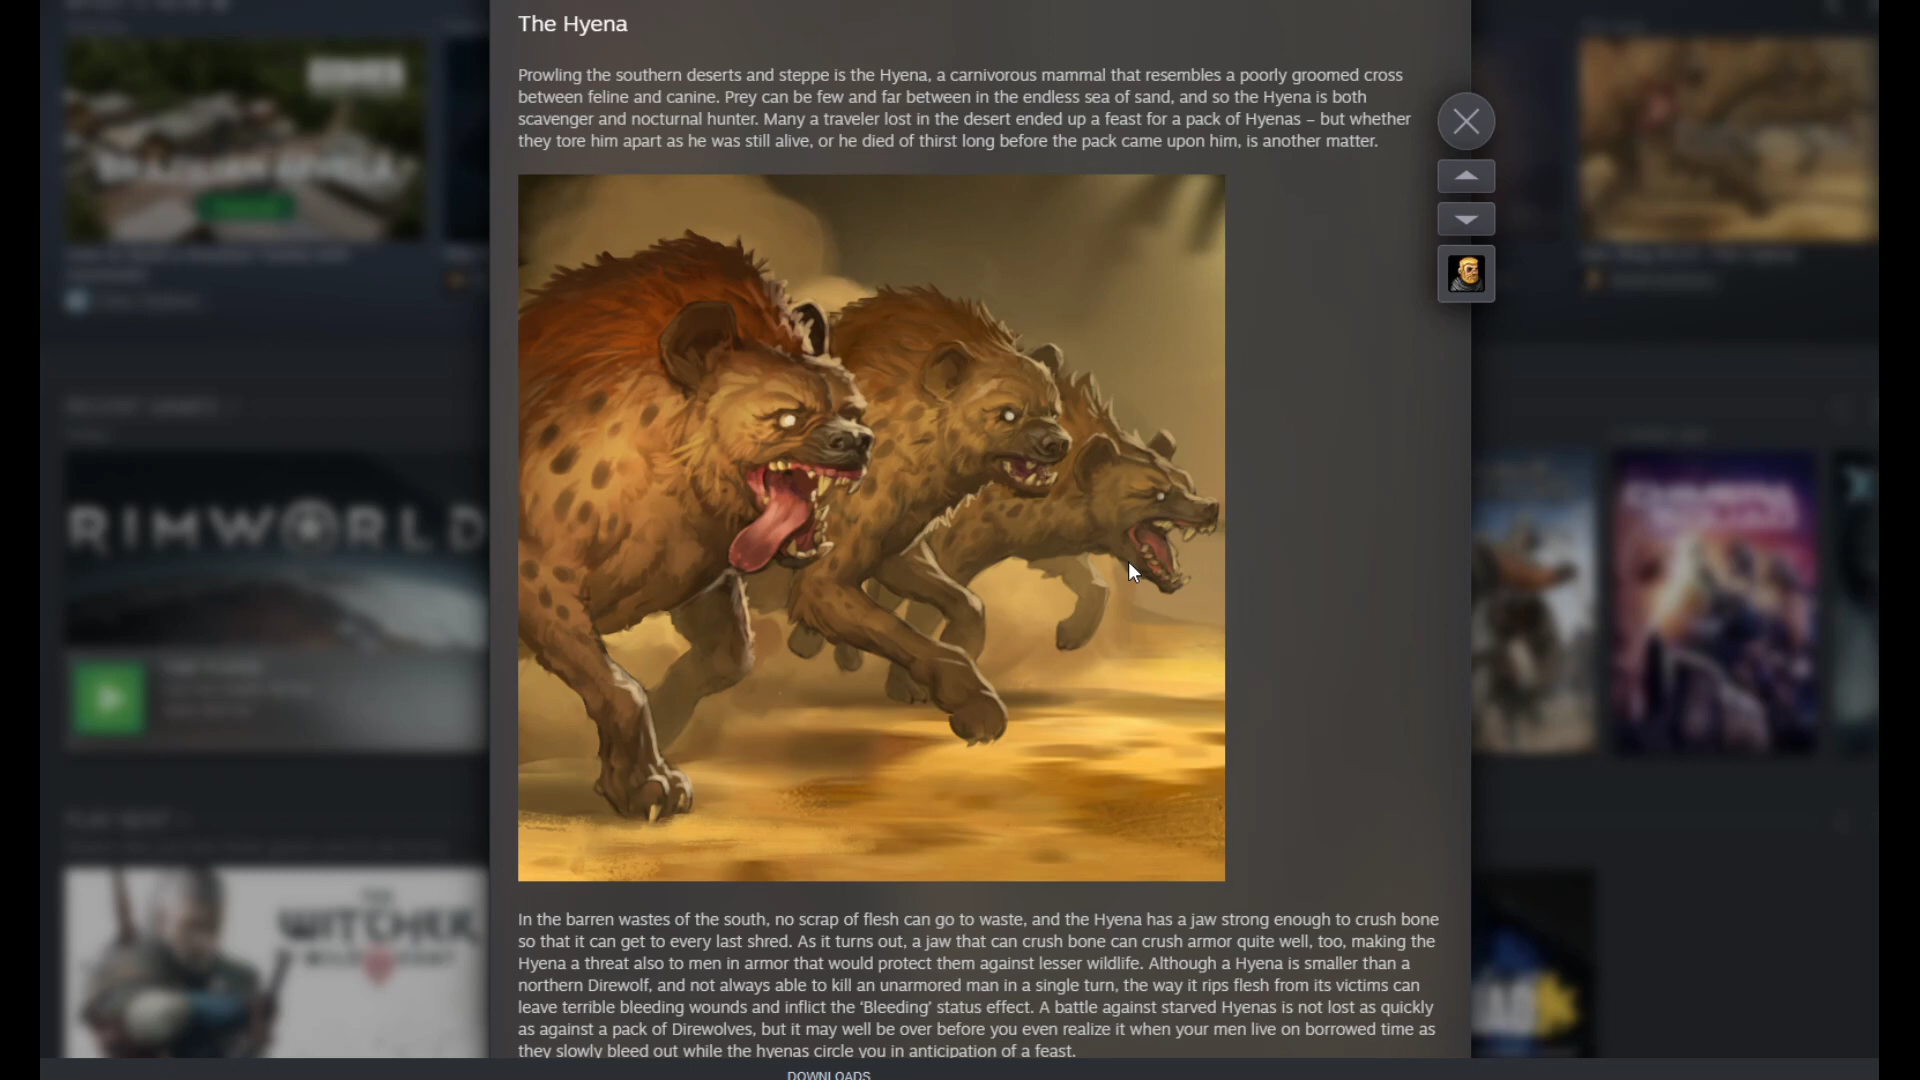 The Hyena
Prowling the southern deserts and steppe is the Hyena, a carnivorous mammal that resembles a poorly groomed cross
between feline and canine. Prey can be few and far between in the endless sea of sand, and so the Hyena is both
scavenger and nocturnal hunter. Many a traveler lost in the desert ended up a feast for a pack of Hyenas – but whether
they tore him apart as he was still alive, or he died of thirst long before the pack came upon him, is another matter.
RIMWORLD
THE
WITCHER
WILD HUNT
In the barren wastes of the south, no scrap of flesh can go to waste, and the Hyena has a jaw strong enough to crush bone
so that it can get to every last shred. As it turns out, a jaw that can crush bone can crush armor quite well, too, making the
Hyena a threat also to men in armor that would protect them against lesser wildlife. Although a Hyena is smaller than a
northern Direwolf, and not always able to kill an unarmored man in a single turn, the way it rips flesh from its victims can
leave terrible bleeding wounds and inflict the ‘Bleeding’ status effect. A battle against starved Hyenas is not lost as quickly
as against a pack of Direwolves, but it may well be over before you even realize it when your men live on borrowed time as
they slowly bleed out while the hyenas circle you in anticipation of a feast.
DOWNLOADS